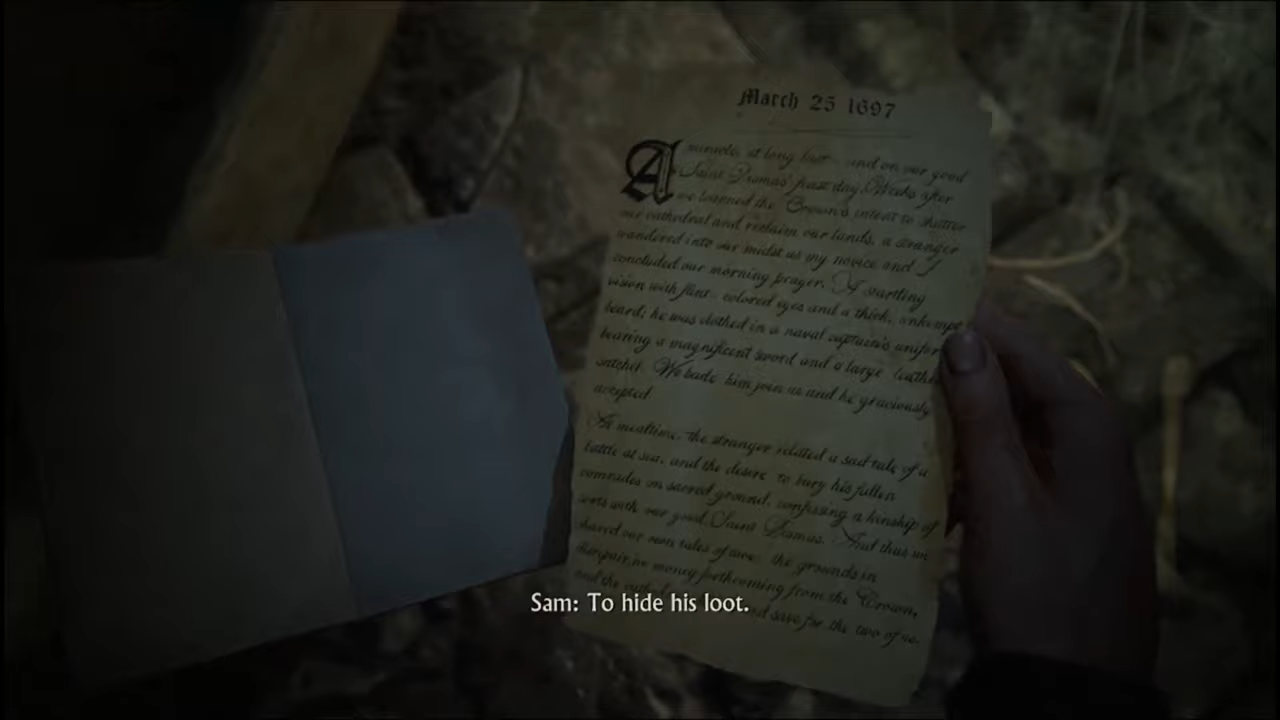 March 25 1697
A miracle, at long last - and on our good
Saint Dismas' feast day. Weeks after
we learned the Crown's intent to shutter
our cathedral and reclaim our lands, a stranger
wandered into our midst as my novice and I
concluded our morning prayer. A startling
vision with flint-colored eyes and a thick, unkempt
beard; he was clothed in a naval captain's unifor
bearing a magnificent sword and a large leathe
satchel. We bade him join us and he graciously
accepted.
At mealtime, the stranger related a sad tale of a
battle at sea, and the desire to bury his fallen
comrades on sacred ground, confessing a kinship of
sorts with our good Saint Dismas. And thus we
shared our own tales of woe: the grounds in
disrepair, no money forthcoming from the Crown,
and the cath d save for the two of us.
Sam: To hide his loot.